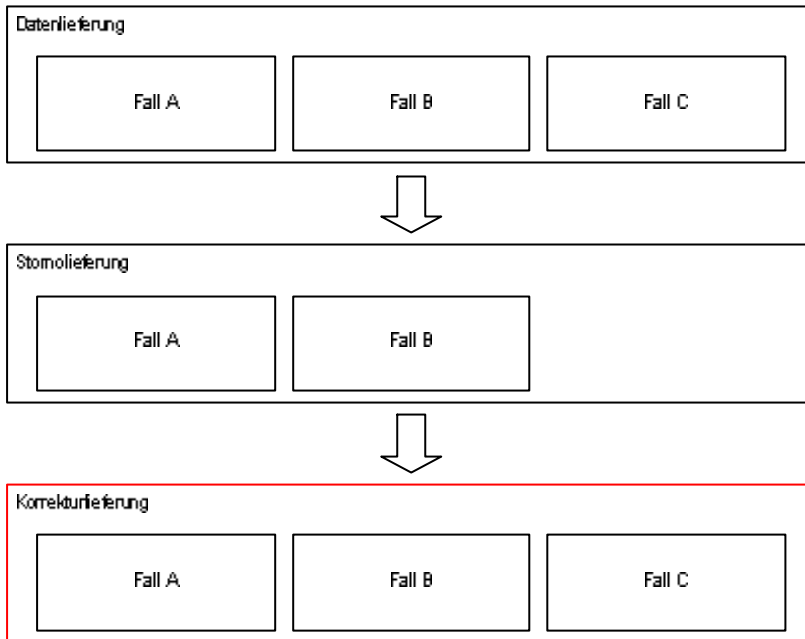 Datenlieferung
Fall A
Fall B
Fall C
Stornolieferung
Fall A
Fall B
Korrekturlieferung
Fall A
Fall B
Fall C